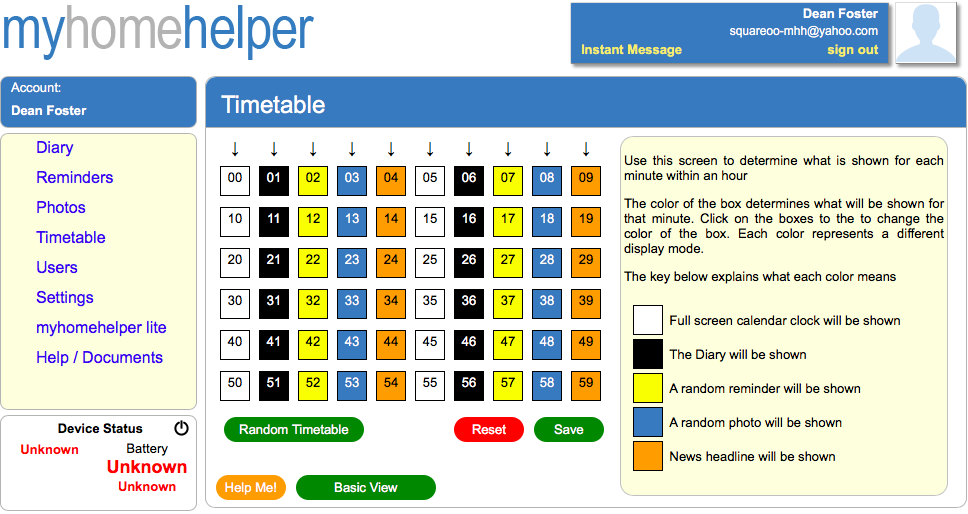 myhomehelper
Dean Foster
squareoo-mhh@yahoo.com
Instant Message sign out
Account:
Dean Foster
Diary
Reminders
Photos
Timetable
Users
Settings
myhomehelper lite
Help / Documents
Device Status
Unknown Battery
Unknown
Unknown
Timetable
↓ ↓ ↓ ↓ ↓ ↓ ↓ ↓ ↓ ↓
00 01 02 03 04 05 06 07 08 09
10 11 12 13 14 15 16 17 18 19
20 21 22 23 24 25 26 27 28 29
30 31 32 33 34 35 36 37 38 39
40 41 42 43 44 45 46 47 48 49
50 51 52 53 54 55 56 57 58 59
Random Timetable Reset Save
Help Me! Basic View
Use this screen to determine what is shown for each
minute within an hour
The color of the box determines what will be shown for
that minute. Click on the boxes to the to change the
color of the box. Each color represents a different
display mode.
The key below explains what each color means
Full screen calendar clock will be shown
The Diary will be shown
A random reminder will be shown
A random photo will be shown
News headline will be shown